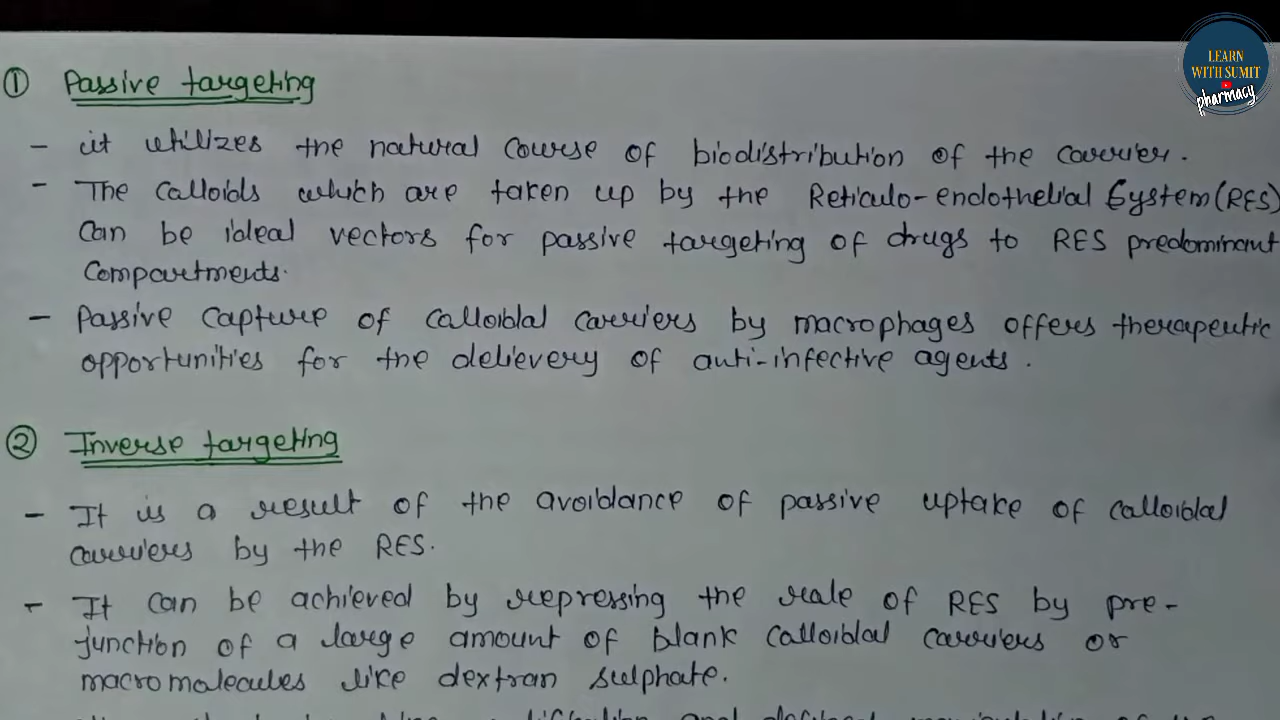 LEARN
WITH SUMIT
pharmacy
① Passive targeting
- it utilizes the natural course of biodistribution of the carrier.
- The calloids which are taken up by the Reticulo-endothelial System (RES)
Can be ideal vectors for passive targeting of drugs to RES predominant
Compartments.
- Passive capture of calloidal carriers by macrophages offers therapeutic
opportunities for the delievery of anti-infective agents.
② Inverse targeting
- It is a result of the avoidance of passive uptake of calloidal
carriers by the RES.
- It can be achieved by repressing the role of RES by pre-
junction of a large amount of blank calloidal carriers or
macromolecules like dextran sulphate.